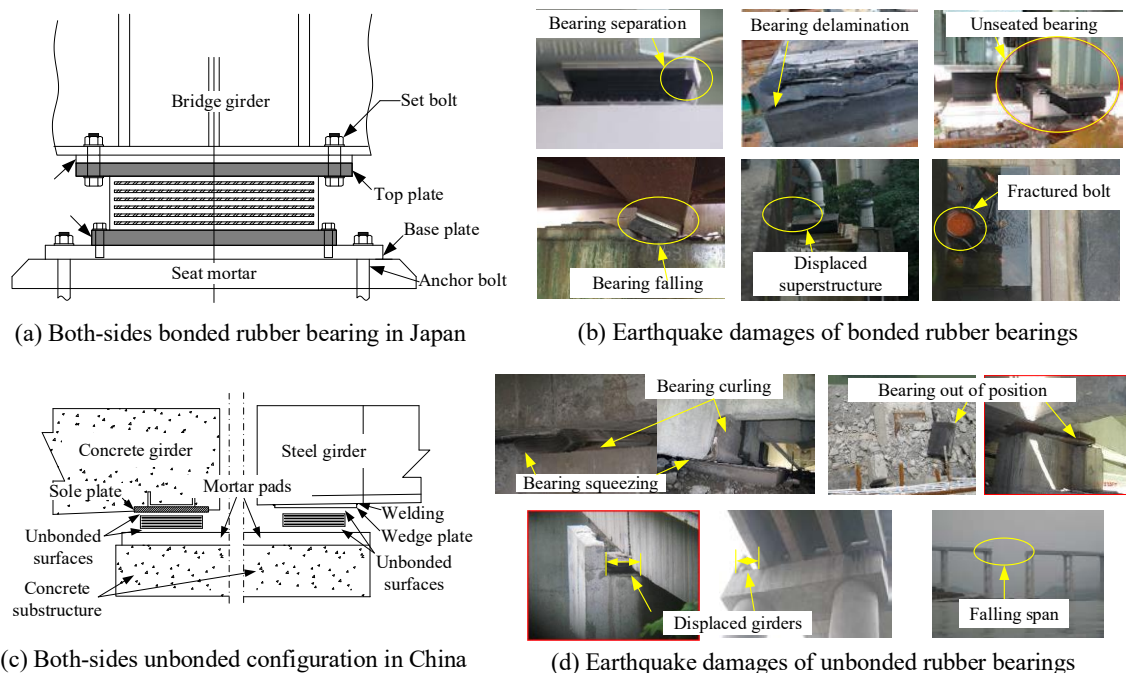 Bridge girder
Set bolt
Top plate
Base plate
Seat mortar
Anchor bolt
(a) Both-sides bonded rubber bearing in Japan
Bearing separation
Bearing delamination
Unseated bearing
Bearing falling
Displaced
superstructure
Fractured bolt
(b) Earthquake damages of bonded rubber bearings
Concrete girder
Steel girder
Sole plate
Mortar pads
Unbonded
surfaces
Welding
Wedge plate
Unbonded
surfaces
Concrete
substructure
(c) Both-sides unbonded configuration in China
Bearing curling
Bearing squeezing
Bearing out of position
Displaced girders
Falling span
(d) Earthquake damages of unbonded rubber bearings